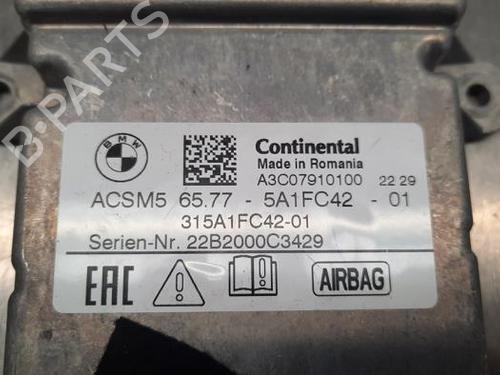 B-PARTS
BMW
Continental
Made in Romania
A3C07910100 22 29
ACSM5 65.77 - 5A1FC42 - 01
315A1FC42-01
Serien-Nr. 22B2000C3429
EAC
AIRBAG